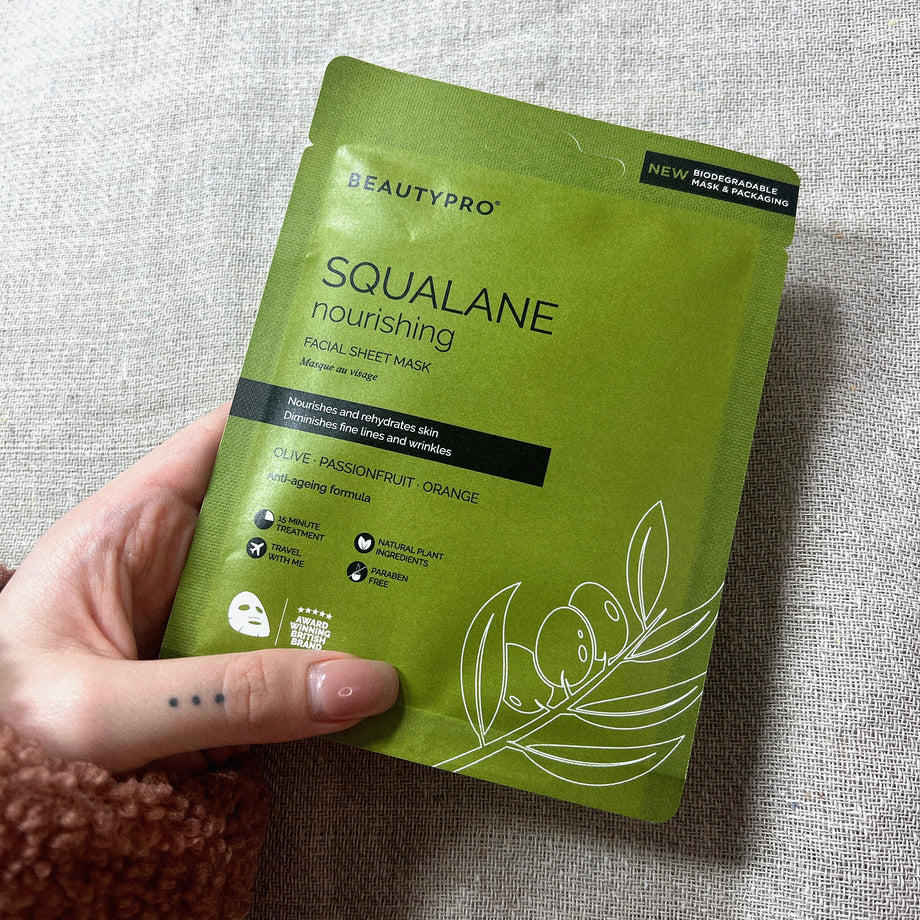 NEW BIODEGRADABLE
MASK & PACKAGING
BEAUTYPRO®
SQUALANE
nourishing
FACIAL SHEET MASK
Masque au visage
Nourishes and rehydrates skin
Diminishes fine lines and wrinkles
OLIVE · PASSIONFRUIT · ORANGE
Anti-ageing formula
15 MINUTE
TREATMENT
NATURAL PLANT
INGREDIENTS
TRAVEL
WITH ME
PARABEN
FREE
AWARD
WINNING
BRITISH
BRAND